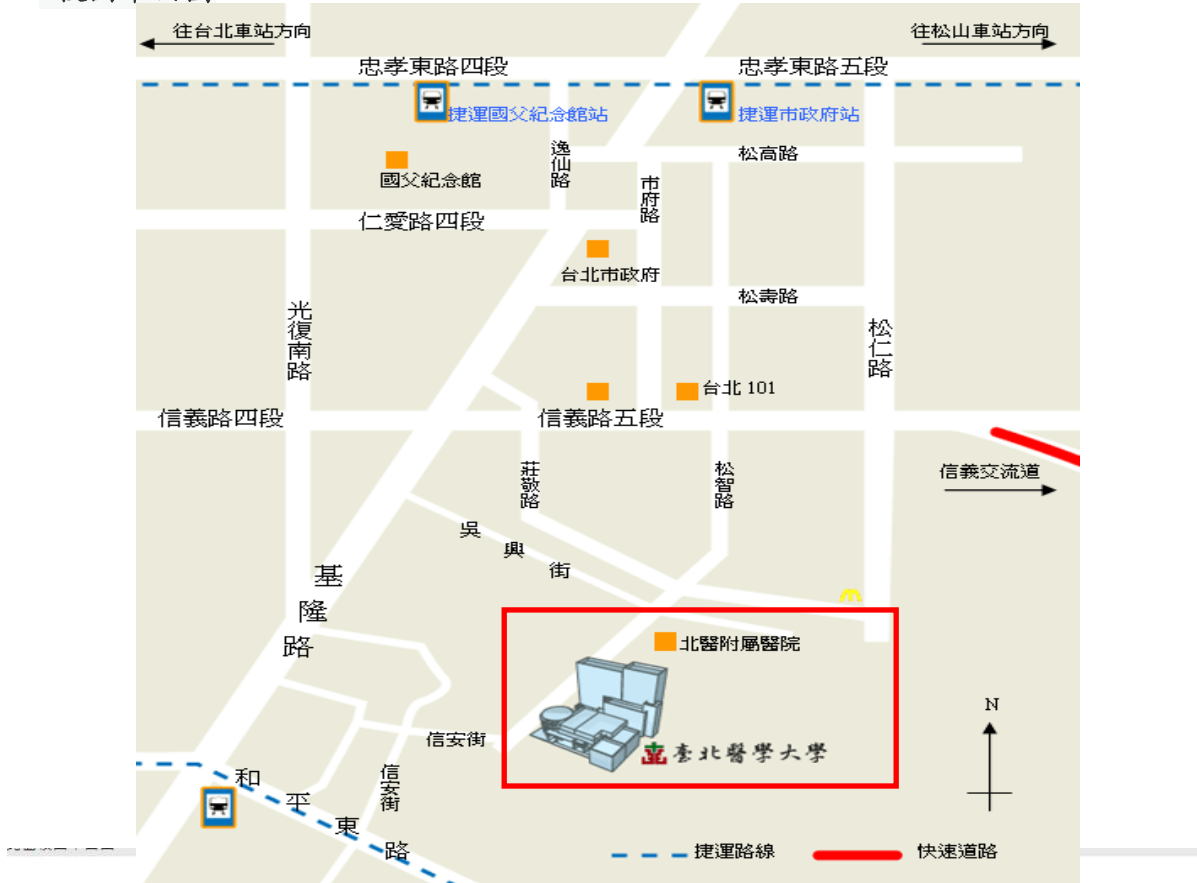 往台北車站方向
往松山車站方向
忠孝東路四段
忠孝東路五段
捷運國父紀念館站
捷運市政府站
逸仙路
松高路
國父紀念館
市府路
仁愛路四段
台北市政府
松壽路
光復南路
松仁路
台北 101
信義路四段
信義路五段
莊敬路
松智路
信義交流道
吳興街
基隆路
北醫附屬醫院
N
信安街
臺北醫學大學
信安街
和平東路
捷運路線
快速道路